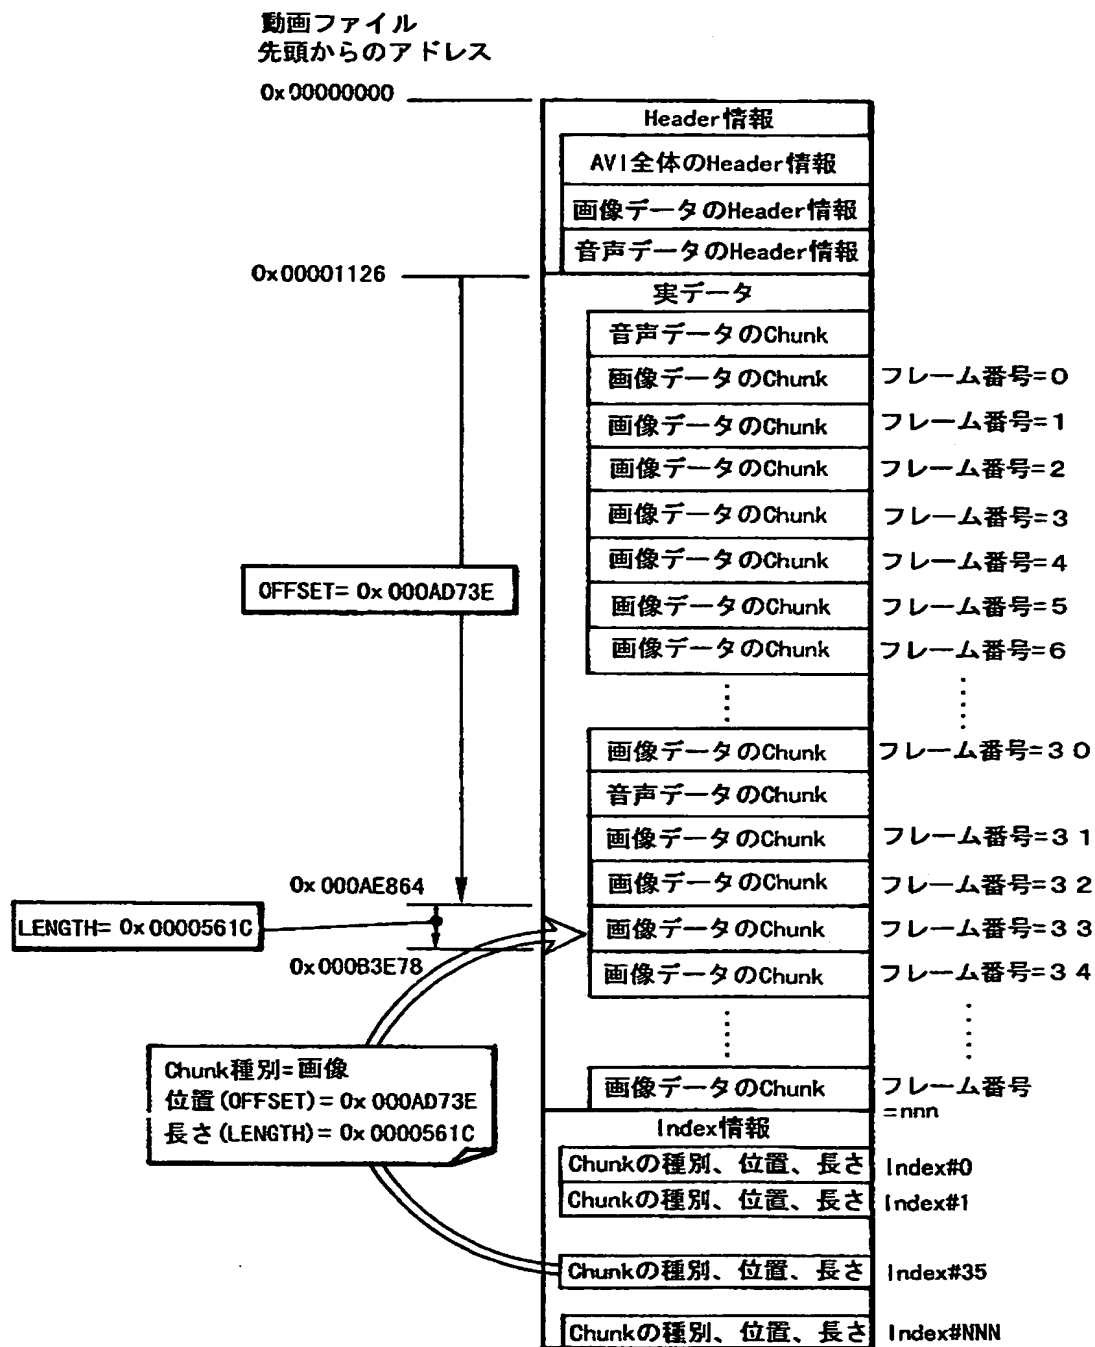 動画ファイル
先頭からのアドレス
0x00000000
Header情報
AVI全体のHeader情報
画像データのHeader情報
音声データのHeader情報
0x00001126
実データ
音声データのChunk
画像データのChunk フレーム番号=0
画像データのChunk フレーム番号=1
画像データのChunk フレーム番号=2
画像データのChunk フレーム番号=3
画像データのChunk フレーム番号=4
OFFSET= 0x 000AD73E
画像データのChunk フレーム番号=5
画像データのChunk フレーム番号=6
画像データのChunk フレーム番号=30
音声データのChunk
画像データのChunk フレーム番号=31
0x 000AE864
画像データのChunk フレーム番号=32
LENGTH= 0x 0000561C
画像データのChunk フレーム番号=33
0x 000B3E78
画像データのChunk フレーム番号=34
Chunk種別=画像
位置(OFFSET)= 0x 000AD73E
長さ(LENGTH)= 0x 0000561C
画像データのChunk フレーム番号
=nnn
Index情報
Chunkの種別、位置、長さ Index#0
Chunkの種別、位置、長さ Index#1
Chunkの種別、位置、長さ Index#35
Chunkの種別、位置、長さ Index#NNN